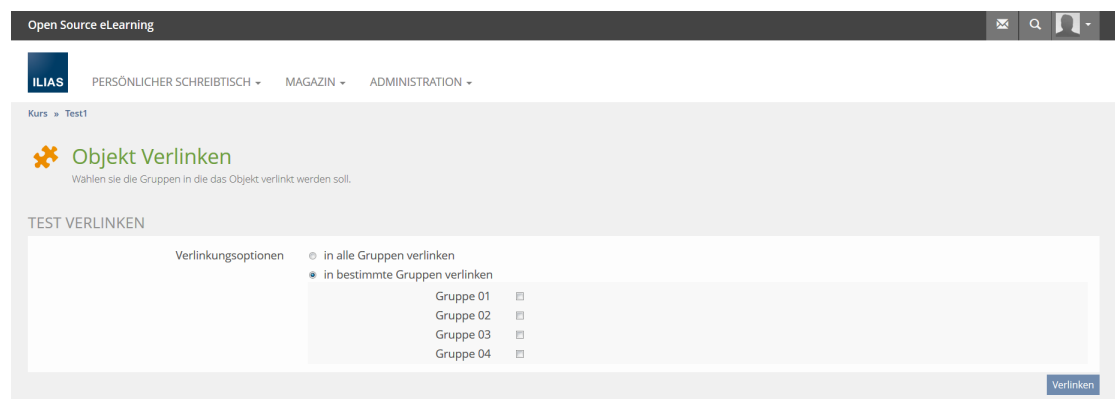 Open Source eLearning
ILIAS PERSÖNLICHER SCHREIBTISCH MAGAZIN ADMINISTRATION
Kurs » Test1
Objekt Verlinken
Wählen sie die Gruppen in die das Objekt verlinkt werden soll.
TEST VERLINKEN
Verlinkungsoptionen in alle Gruppen verlinken
in bestimmte Gruppen verlinken
Gruppe 01
Gruppe 02
Gruppe 03
Gruppe 04
Verlinken